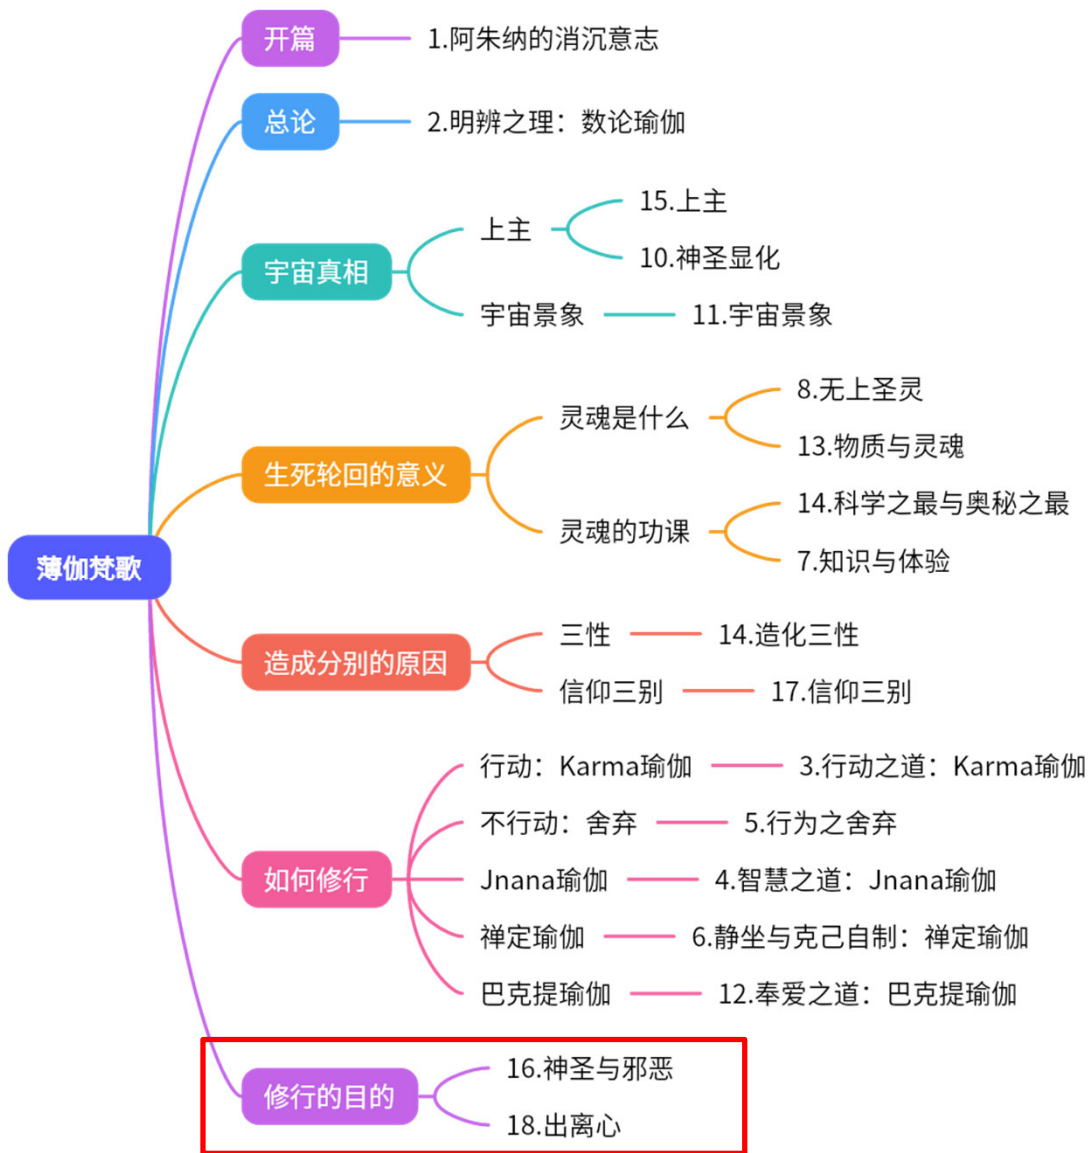 开篇
1.阿朱纳的消沉意志
总论
2.明辨之理：数论瑜伽
宇宙真相
上主
15.上主
10.神圣显化
宇宙景象
11.宇宙景象
生死轮回的意义
灵魂是什么
8.无上圣灵
13.物质与灵魂
灵魂的功课
14.科学之最与奥秘之最
7.知识与体验
薄伽梵歌
造成分别的原因
三性
14.造化三性
信仰三别
17.信仰三别
如何修行
行动：Karma瑜伽
3.行动之道：Karma瑜伽
不行动：舍弃
5.行为之舍弃
Jnana瑜伽
4.智慧之道：Jnana瑜伽
禅定瑜伽
6.静坐与克己自制：禅定瑜伽
巴克提瑜伽
12.奉爱之道：巴克提瑜伽
修行的目的
16.神圣与邪恶
18.出离心